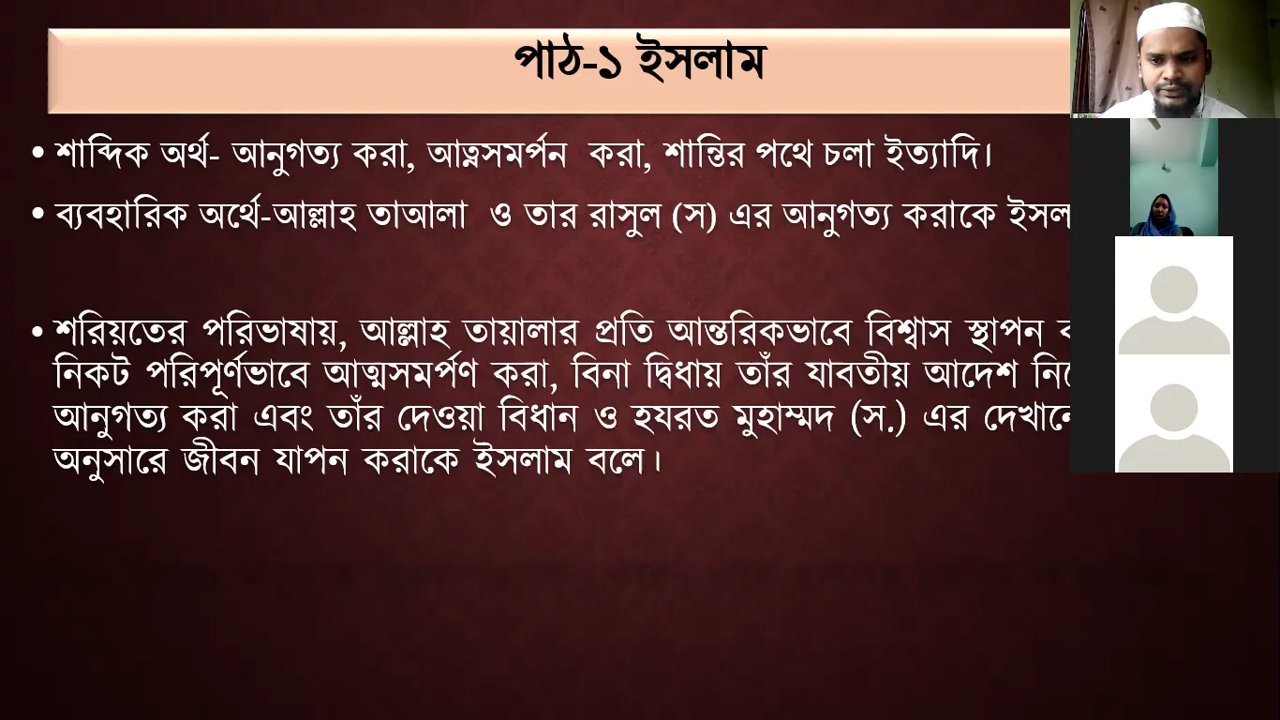 পাঠ-১ ইসলাম
• শাব্দিক অর্থ- আনুগত্য করা, আত্নসমর্পন করা, শান্তির পথে চলা ইত্যাদি।
• ব্যবহারিক অর্থে-আল্লাহ তাআলা ও তার রাসুল (স) এর আনুগত্য করাকে
• শরিয়তের পরিভাষায়, আল্লাহ তায়ালার প্রতি আন্তরিকভাবে বিশ্বাস স্থাপন
নিকট পরিপূর্ণভাবে আত্মসমর্পণ করা, বিনা দ্বিধায় তাঁর যাবতীয় আদেশ
আনুগত্য করা এবং তাঁর দেওয়া বিধান ও হযরত মুহাম্মদ (স.) এর
অনুসারে জীবন যাপন করাকে ইসলাম বলে।